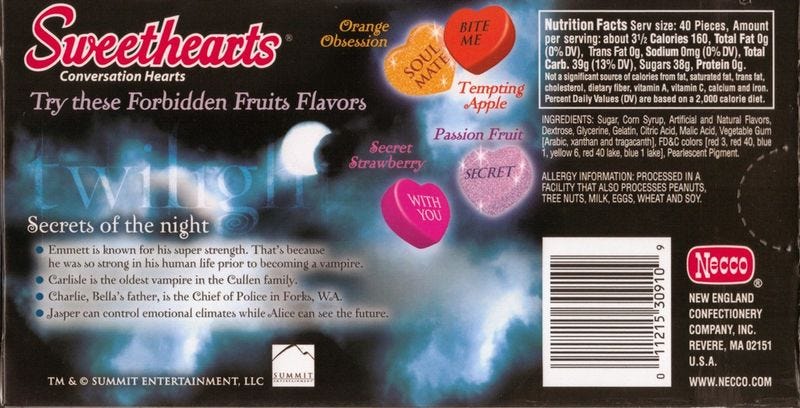 Sweethearts®
Conversation Hearts
Try these Forbidden Fruits Flavors
Orange
Obsession
SOUL
MATE
BITE
ME
Tempting
Apple
Passion Fruit
SECRET
Secret
Strawberry
WITH
YOU
twilight
Secrets of the night
• Emmett is known for his super strength. That's because
he was so strong in his human life prior to becoming a vampire.
• Carlisle is the oldest vampire in the Cullen family.
• Charlie, Bella's father, is the Chief of Police in Forks, WA.
• Jasper can control emotional climates while Alice can see the future.
TM & © SUMMIT ENTERTAINMENT, LLC
SUMMIT
ENTERTAINMENT
Nutrition Facts Serv size: 40 Pieces, Amount
per serving: about 3½ Calories 160, Total Fat 0g
(0% DV), Trans Fat 0g, Sodium 0mg (0% DV), Total
Carb. 39g (13% DV), Sugars 38g, Protein 0g.
Not a significant source of calories from fat, saturated fat, trans fat,
cholesterol, dietary fiber, vitamin A, vitamin C, calcium and iron.
Percent Daily Values (DV) are based on a 2,000 calorie diet.
INGREDIENTS: Sugar, Corn Syrup, Artificial and Natural Flavors,
Dextrose, Glycerine, Gelatin, Citric Acid, Malic Acid, Vegetable Gum
[Arabic, xanthan and tragacanth], FD&C colors [red 3, red 40, blue
1, yellow 6, red 40 lake, blue 1 lake], Pearlescent Pigment.
ALLERGY INFORMATION: PROCESSED IN A
FACILITY THAT ALSO PROCESSES PEANUTS,
TREE NUTS, MILK, EGGS, WHEAT AND SOY.
0 11215 30910 9
Necco®
NEW ENGLAND
CONFECTIONERY
COMPANY, INC.
REVERE, MA 02151
U.S.A.
WWW.NECCO.COM